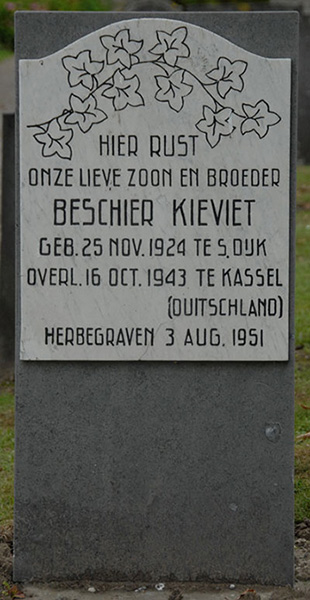 HIER RUST
ONZE LIEVE ZOON EN BROEDER
BESCHIER KIEVIET
GEB. 25 NOV. 1924 TE S. DIJK
OVERL. 16 OCT. 1943 TE KASSEL
(DUITSCHLAND)
HERBEGRAVEN 3 AUG. 1951